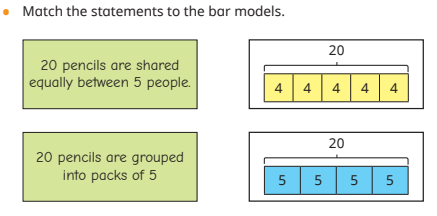 • Match the statements to the bar models.
20 pencils are shared
equally between 5 people.
20
4 4 4 4 4
20 pencils are grouped
into packs of 5
20
5 5 5 5